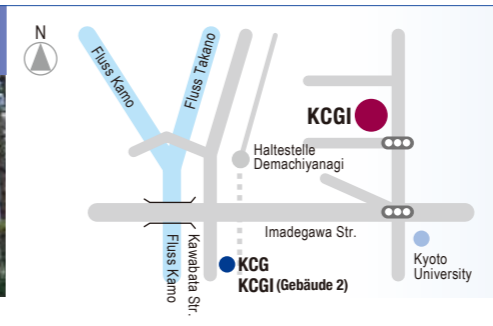 N
Fluss Kamo
Fluss Takano
KCGI
Haltestelle
Demachiyanagi
Imadegawa Str.
Fluss Kamo
Kawabata Str.
KCG
KCGI (Gebäude 2)
Kyoto
University